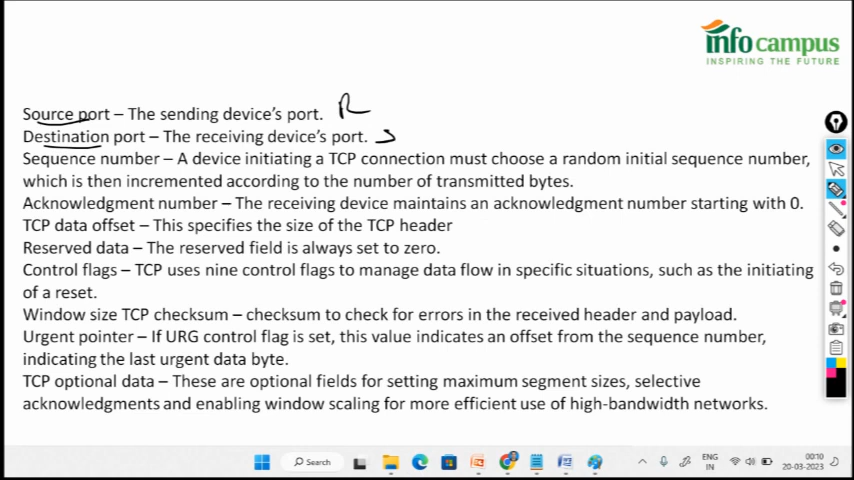 info campus
INSPIRING THE FUTURE
Source port – The sending device's port. R
Destination port – The receiving device's port. S
Sequence number – A device initiating a TCP connection must choose a random initial sequence number,
which is then incremented according to the number of transmitted bytes.
Acknowledgment number – The receiving device maintains an acknowledgment number starting with 0.
TCP data offset – This specifies the size of the TCP header
Reserved data – The reserved field is always set to zero.
Control flags – TCP uses nine control flags to manage data flow in specific situations, such as the initiating
of a reset.
Window size TCP checksum – checksum to check for errors in the received header and payload.
Urgent pointer – If URG control flag is set, this value indicates an offset from the sequence number,
indicating the last urgent data byte.
TCP optional data – These are optional fields for setting maximum segment sizes, selective
acknowledgments and enabling window scaling for more efficient use of high-bandwidth networks.
Search
ENG
IN
00:10
20-03-2023